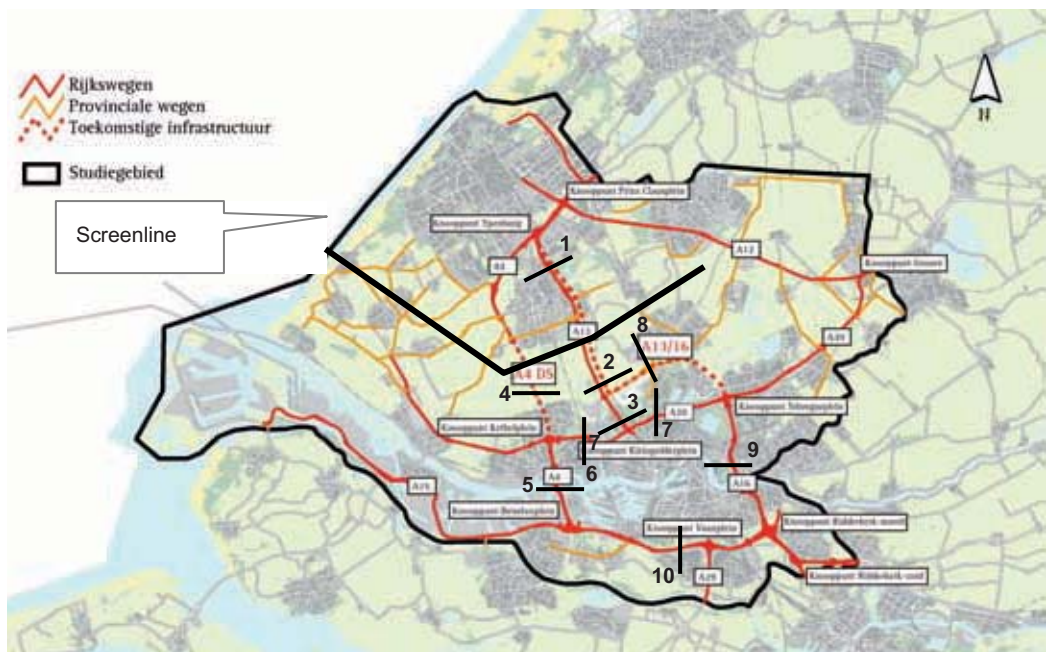 Rijkswegen
Provinciale wegen
Toekomstige infrastructuur
Studiegebied
N
Screenline
Knooppunt Prins Clausplein
Knooppunt Ypenburg
1
A4
A12
Knooppunt Gouwe
A13
8
A13/16
A20
2
A4 DS
4
3
A20
Knooppunt Terbregseplein
Knooppunt Kethelplein
7
7
Knooppunt Kleinpolderplein
9
6
A4
5
A16
A15
Knooppunt Benelux
Knooppunt Vaanplein
Knooppunt Ridderkerk-noord
10
A29
Knooppunt Ridderkerk-zuid